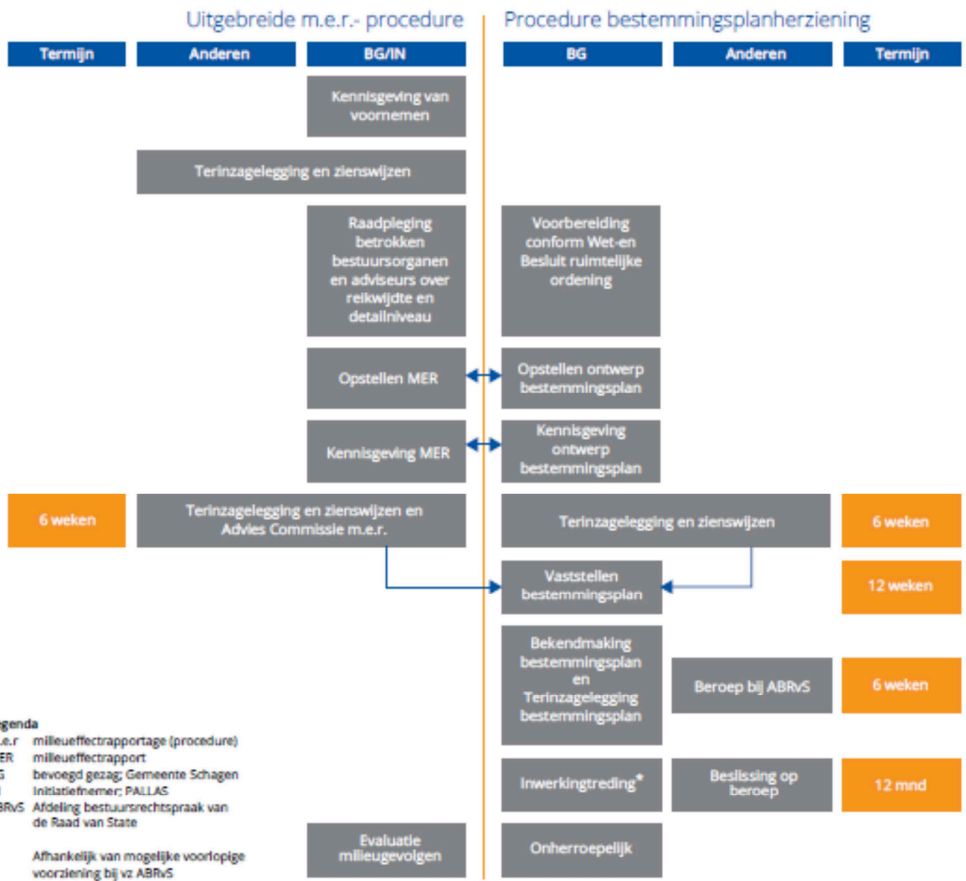 Uitgebreide m.e.r.- procedure
Procedure bestemmingsplanherziening
Termijn
Anderen
BG/IN
BG
Anderen
Termijn
Kennisgeving van
voornemen
Terinzagelegging en zienswijzen
Raadpleging
betrokken
bestuursorganen
en adviseurs over
reikwijdte en
detailniveau
Voorbereiding
conform Wet-en
Besluit ruimtelijke
ordening
Opstellen MER
Opstellen ontwerp
bestemmingsplan
Kennisgeving MER
Kennisgeving
ontwerp
bestemmingsplan
6 weken
Terinzagelegging en zienswijzen en
Advies Commissie m.e.r.
Terinzagelegging en zienswijzen
6 weken
Vaststellen
bestemmingsplan
12 weken
Bekendmaking
bestemmingsplan
en
Terinzagelegging
bestemmingsplan
Beroep bij ABRvS
6 weken
Inwerkingtreding*
Beslissing op
beroep
12 mnd
Evaluatie
milieugevolgen
Onherroepelijk
egenda
.e.r milieueffectrapportage (procedure)
ER milieueffectrapport
G bevoegd gezag; Gemeente Schagen
Initiatiefnemer; PALLAS
BRvS Afdeling bestuursrechtspraak van
de Raad van State
Afhankelijk van mogelijke voorlopige
voorziening bij vz ABRvS